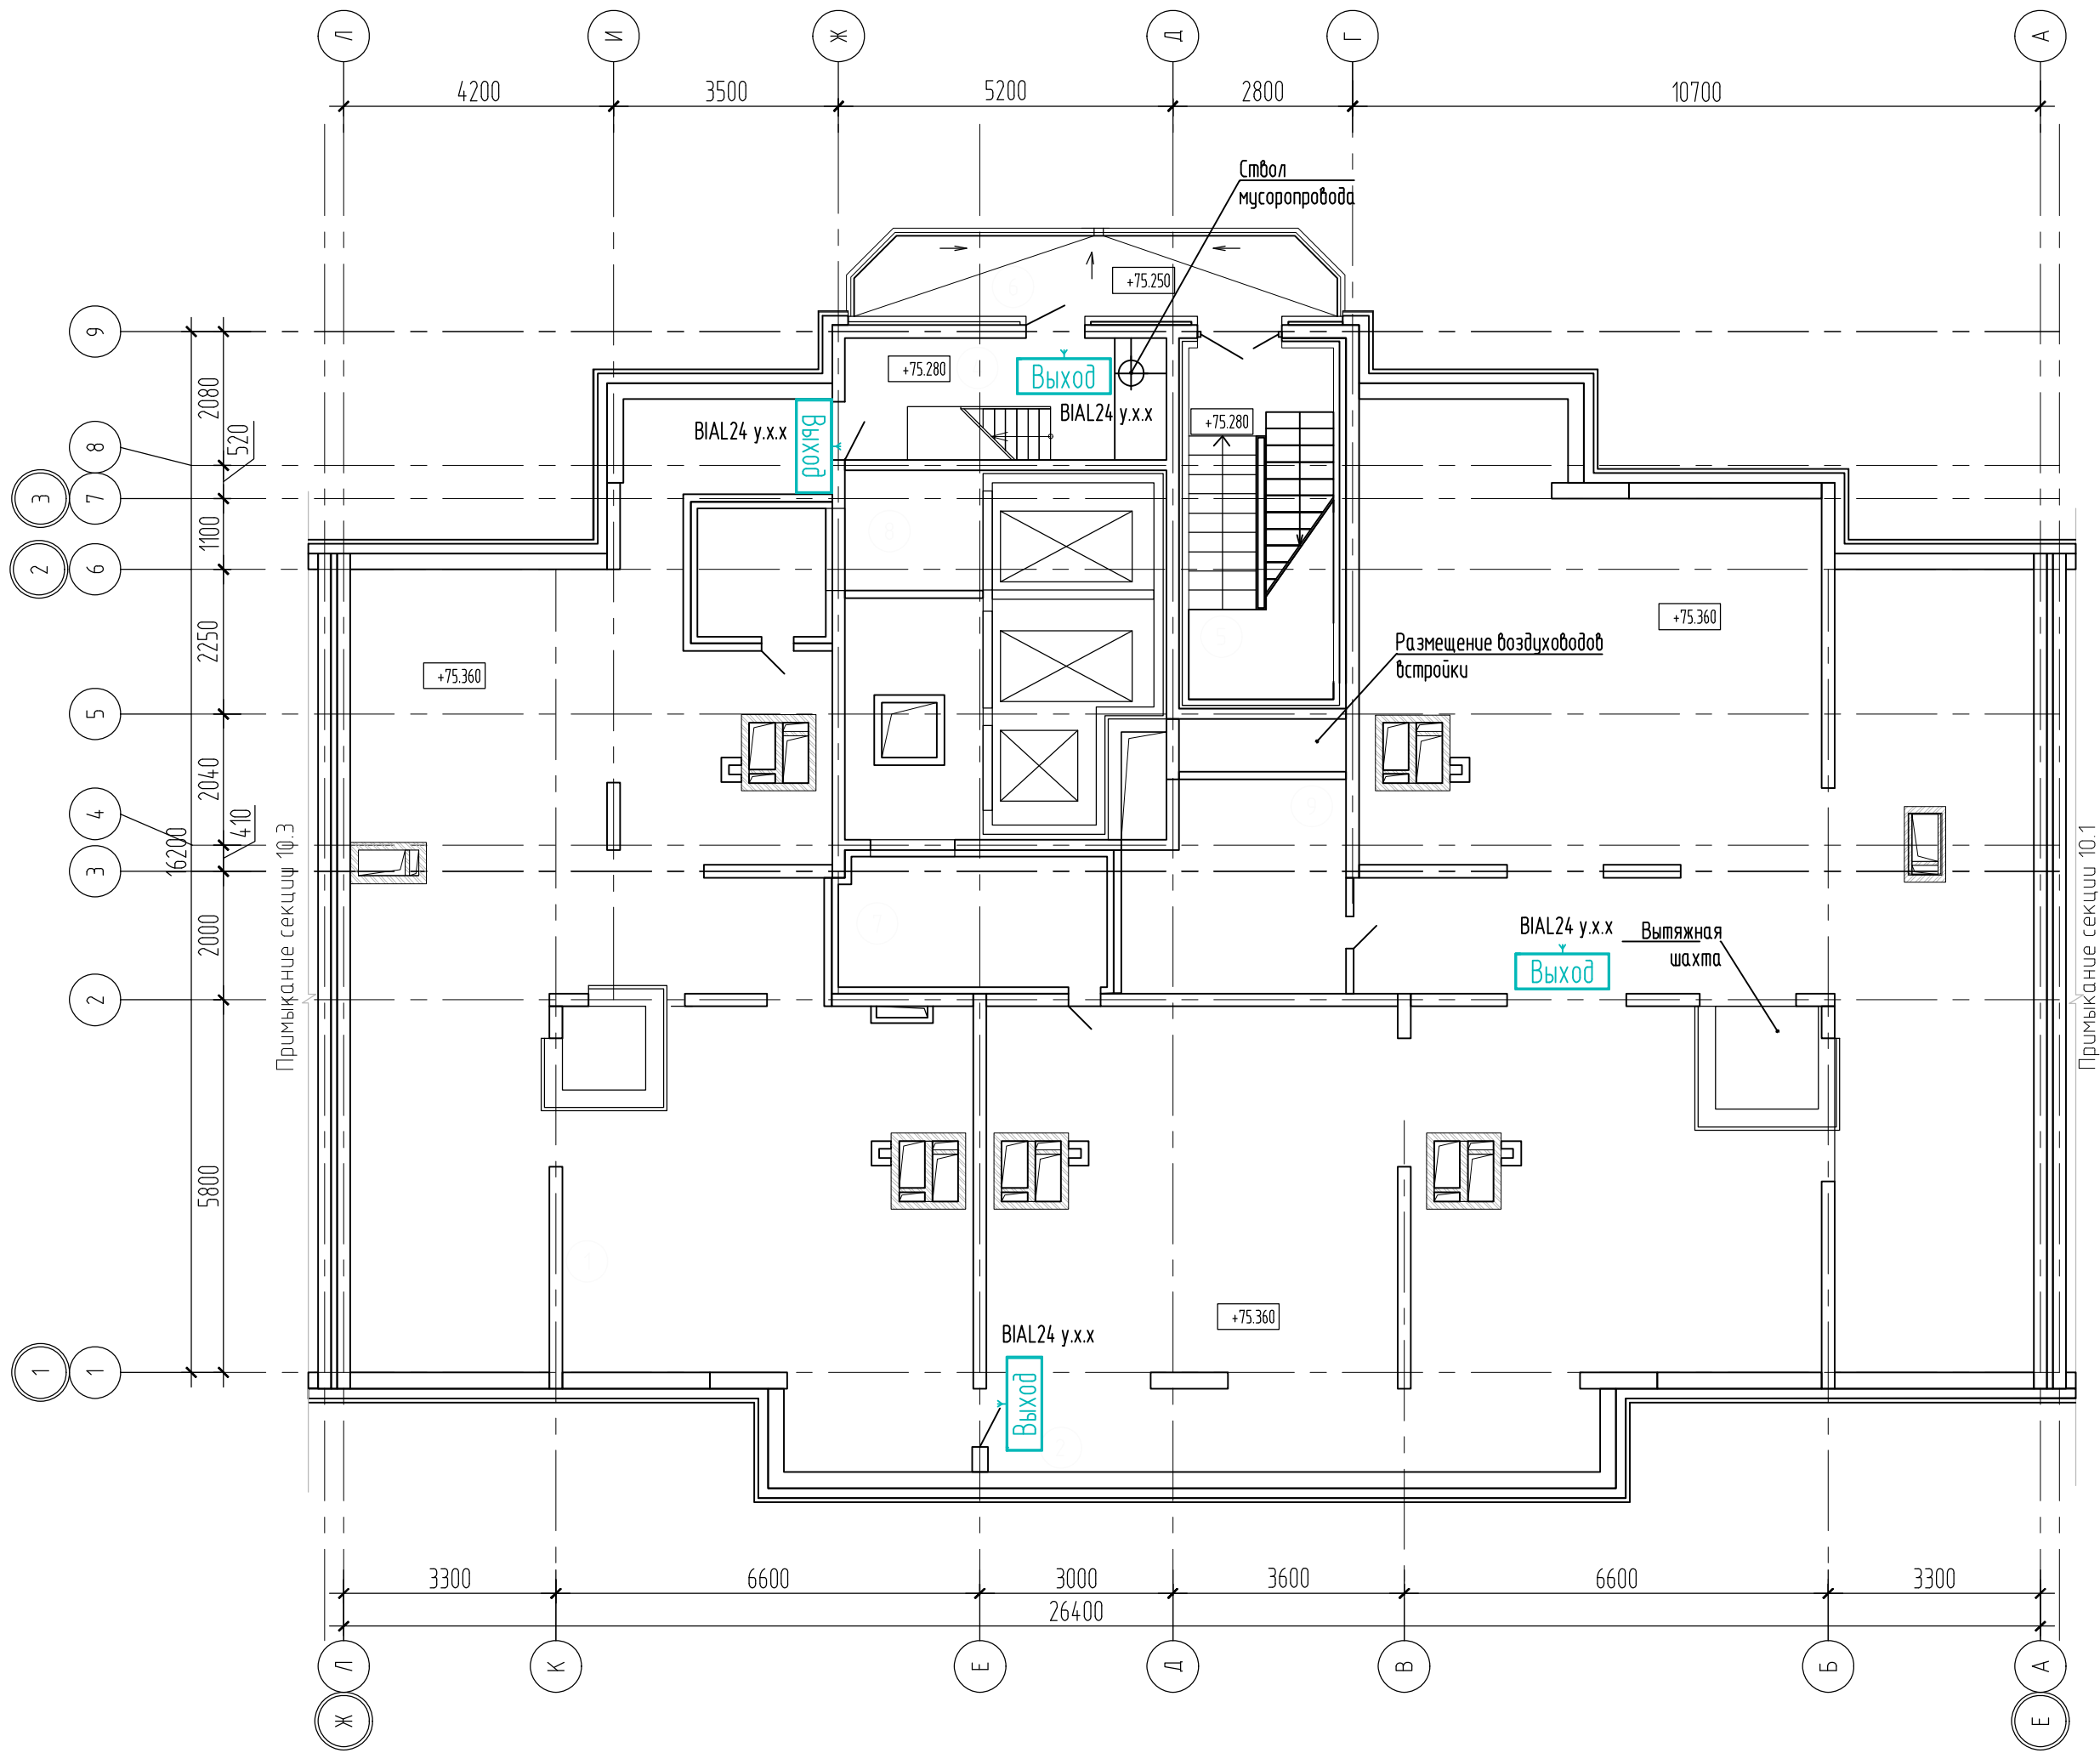 Л
И
Ж
Д
Г
А
4200
3500
5200
2800
10700
Ствол
мусоропровода
+75.250
9
+75.280
Выход
2080
BIAL24 у.х.х
+75.280
520
BIAL24 у.х.х
Выход
8
3
7
1100
2
6
+75.360
2250
Размещение воздуховодов
встройки
+75.360
5
2040
4
410
16200
3
Примыкание секции 10.3
Примыкание секции 10.1
2000
BIAL24 у.х.х
Вытяжная
шахта
Выход
2
5800
+75.360
BIAL24 у.х.х
Выход
1
1
3300
6600
3000
3600
6600
3300
26400
Л
К
Е
Д
В
Б
А
Ж
Е